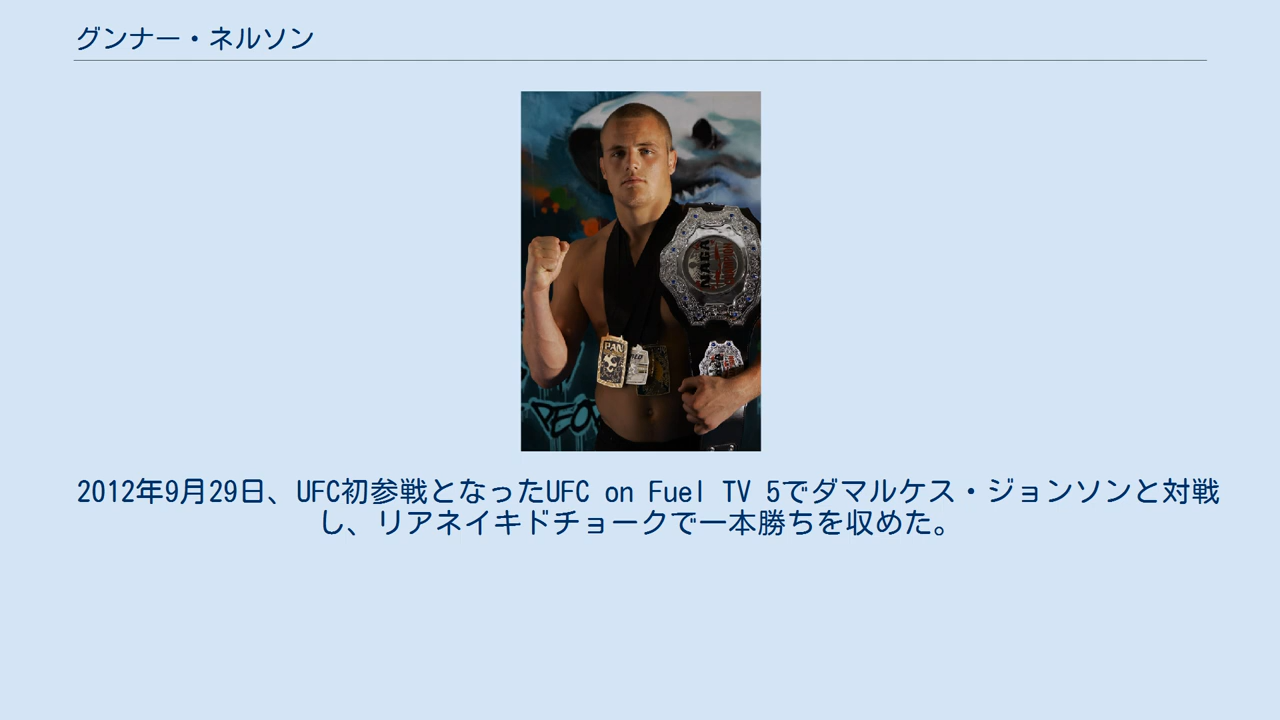 グンナー・ネルソン
NAGA
PAN
PEO
2012年9月29日、UFC初参戦となったUFC on Fuel TV 5でダマルケス・ジョンソンと対戦
し、リアネイキドチョークで一本勝ちを収めた。